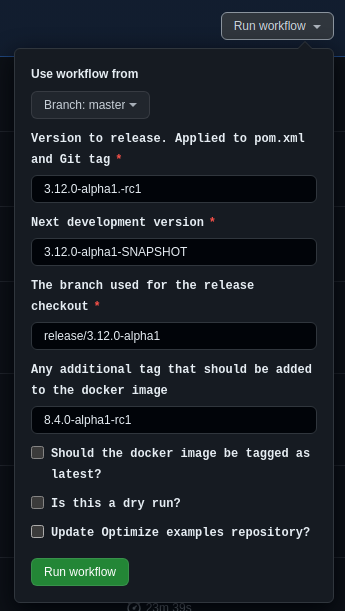 Run workflow
Use workflow from
Branch: master
Version to release. Applied to pom.xml
and Git tag *
3.12.0-alpha1.-rc1
Next development version *
3.12.0-alpha1-SNAPSHOT
The branch used for the release
checkout *
release/3.12.0-alpha1
Any additional tag that should be added
to the docker image
8.4.0-alpha1-rc1
Should the docker image be tagged as
latest?
Is this a dry run?
Update Optimize examples repository?
Run workflow
23m 39s